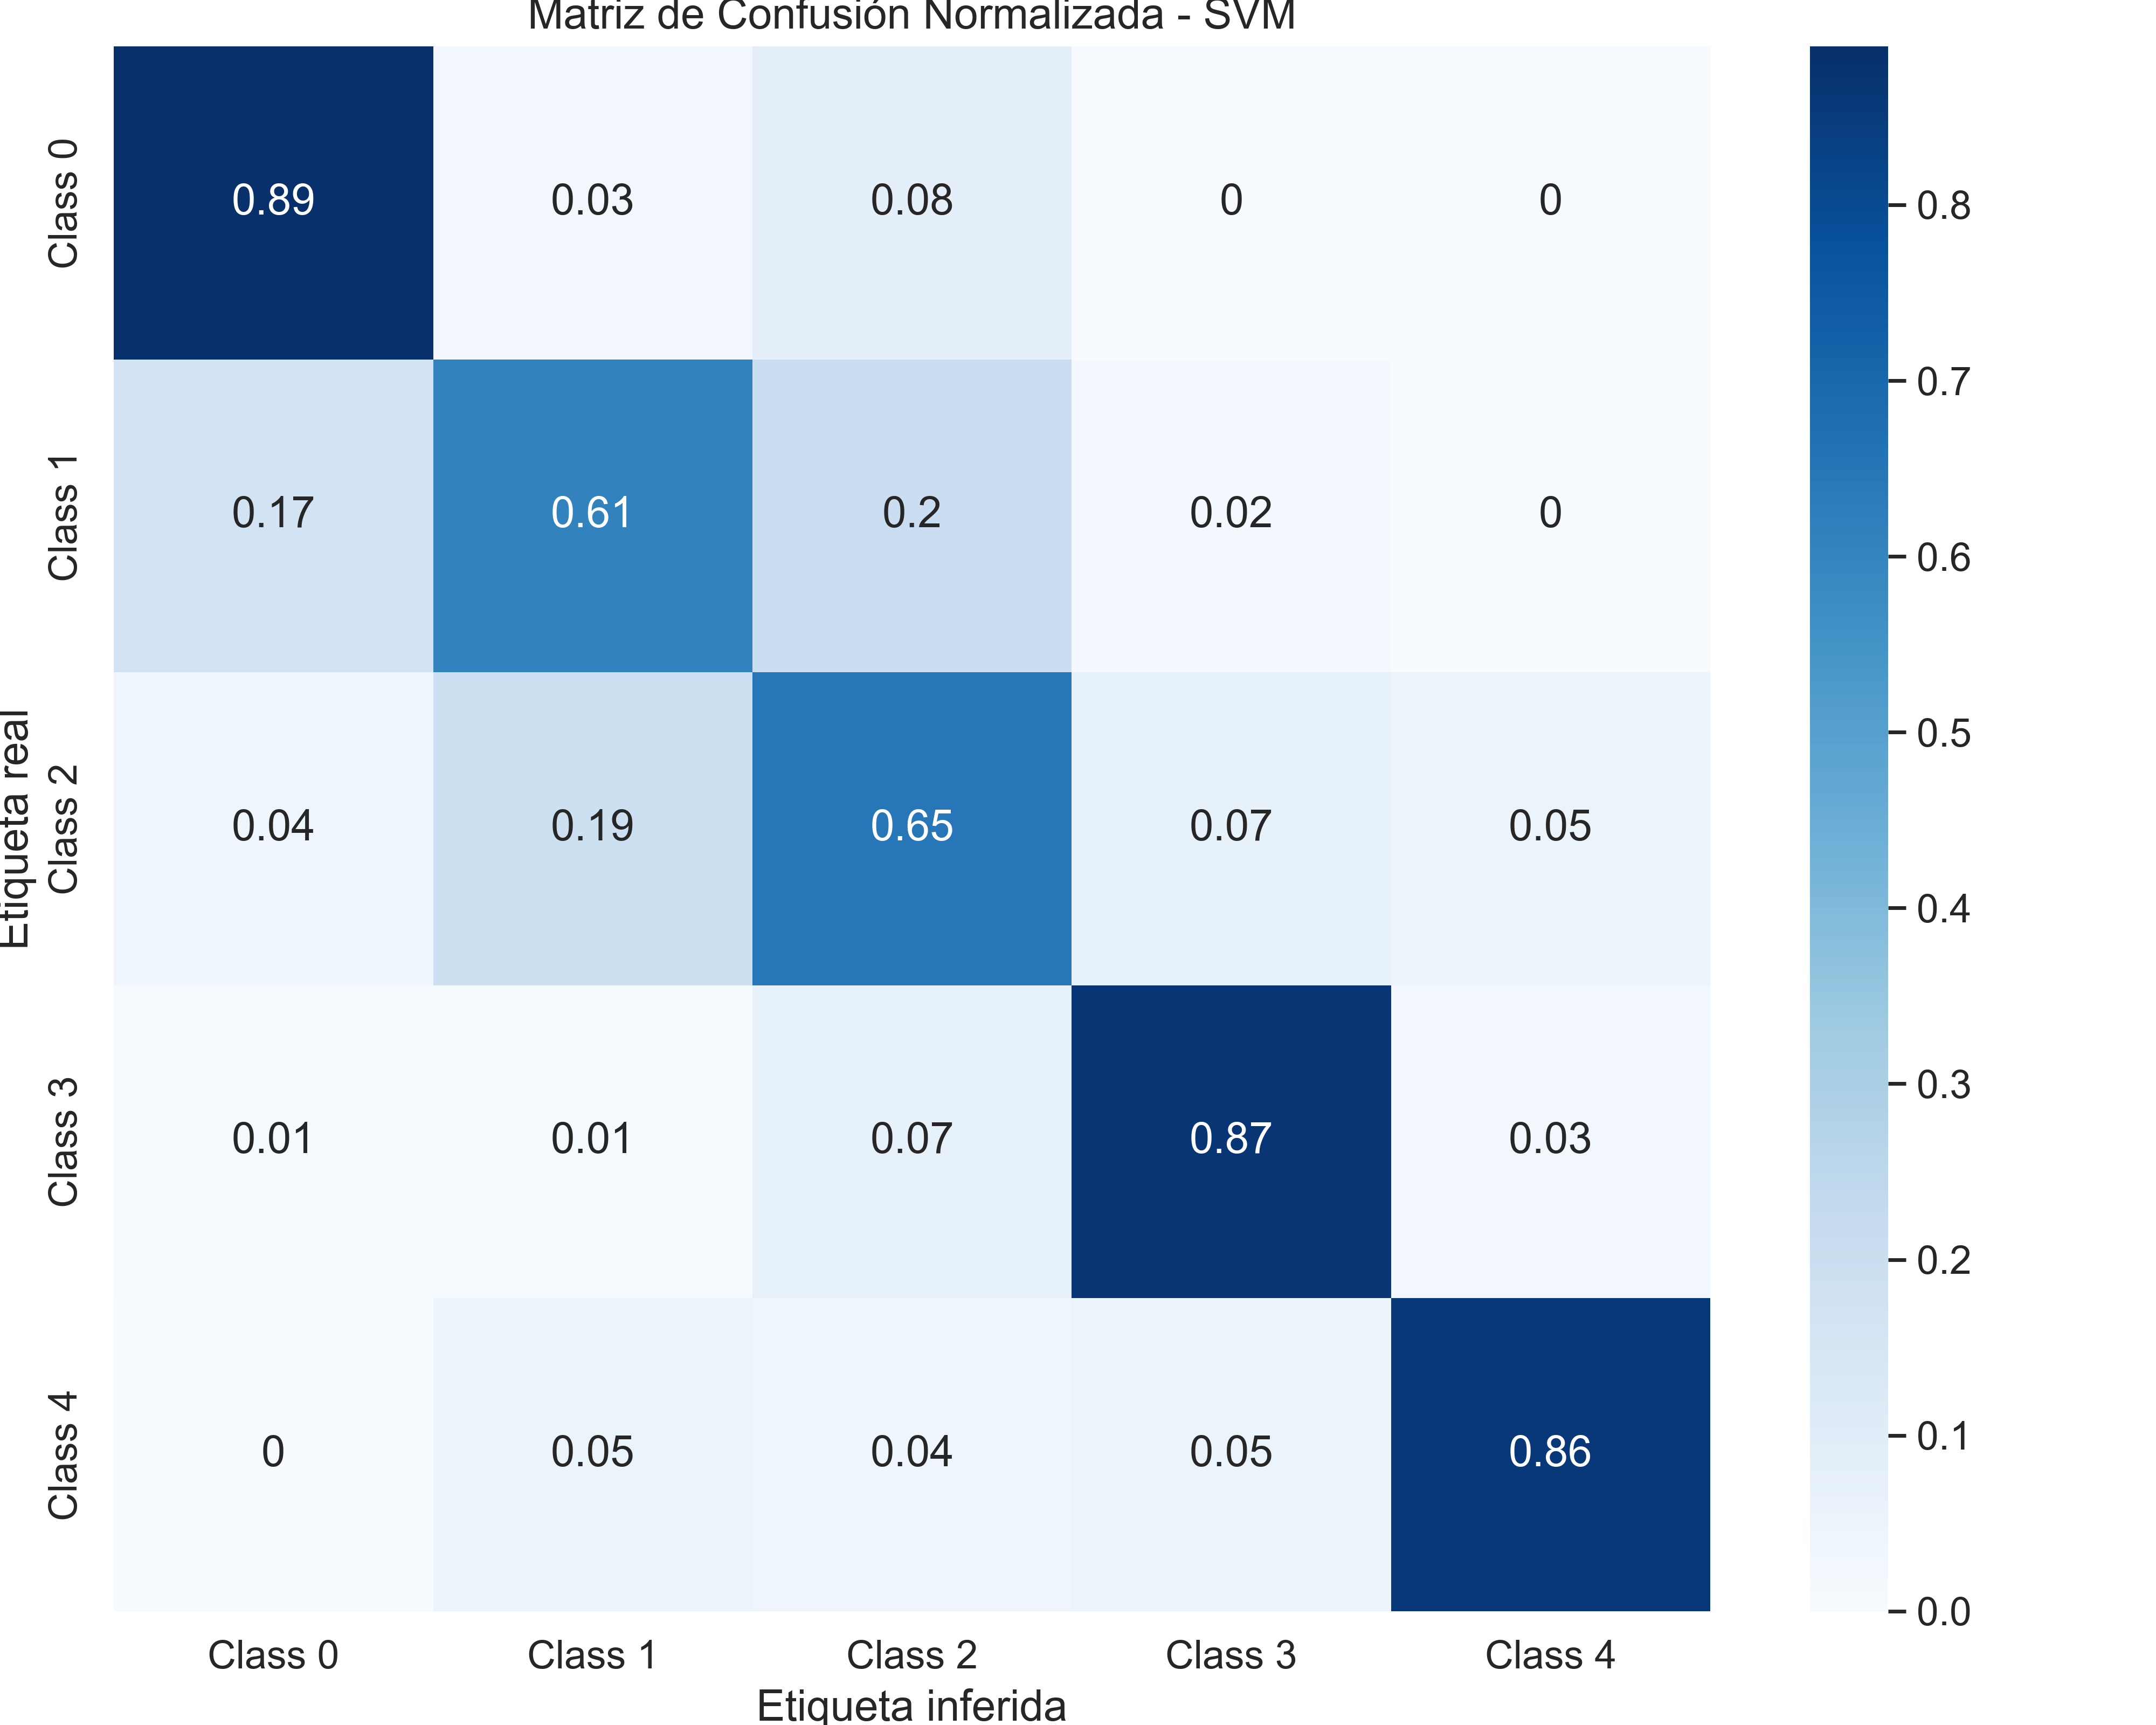 Matriz de Confusión Normalizada - SVM
Class 0
0.89 0.03 0.08 0 0
Class 1
0.17 0.61 0.2 0.02 0
Class 2
0.04 0.19 0.65 0.07 0.05
Class 3
0.01 0.01 0.07 0.87 0.03
Class 4
0 0.05 0.04 0.05 0.86
Etiqueta real
Class 0 Class 1 Class 2 Class 3 Class 4
Etiqueta inferida
0.8
0.7
0.6
0.5
0.4
0.3
0.2
0.1
0.0